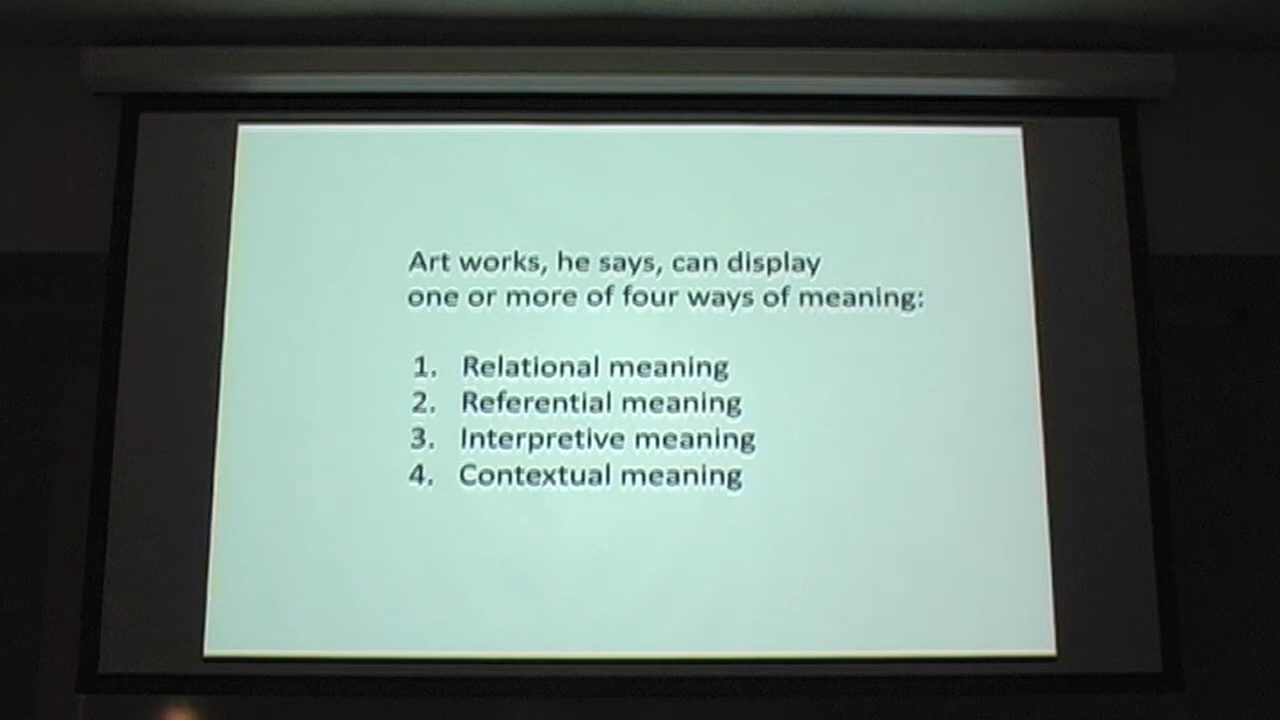 Art works, he says, can display
one or more of four ways of meaning:
1. Relational meaning
2. Referential meaning
3. Interpretive meaning
4. Contextual meaning